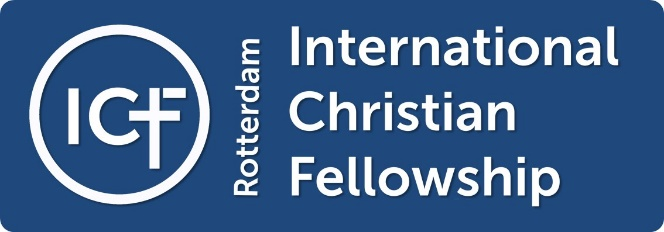 ICF
Rotterdam
International
Christian
Fellowship